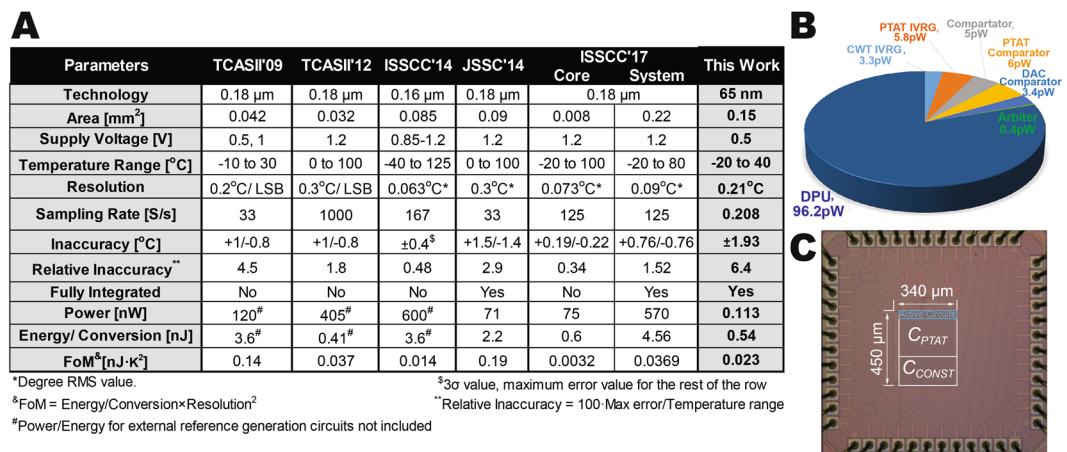 A
Parameters TCASII'09 TCASII'12 ISSCC'14 JSSC'14 ISSCC'17 Core System This Work
Technology 0.18 µm 0.18 µm 0.16 µm 0.18 µm 0.18 µm 65 nm
Area [mm²] 0.042 0.032 0.085 0.09 0.008 0.22 0.15
Supply Voltage [V] 0.5, 1 1.2 0.85-1.2 1.2 1.2 1.2 0.5
Temperature Range [°C] -10 to 30 0 to 100 -40 to 125 0 to 100 -20 to 100 -20 to 80 -20 to 40
Resolution 0.2°C/ LSB 0.3°C/ LSB 0.063°C* 0.3°C* 0.073°C* 0.09°C* 0.21°C
Sampling Rate [S/s] 33 1000 167 33 125 125 0.208
Inaccuracy [°C] +1/-0.8 +1/-0.8 ±0.4$ +1.5/-1.4 +0.19/-0.22 +0.76/-0.76 ±1.93
Relative Inaccuracy** 4.5 1.8 0.48 2.9 0.34 1.52 6.4
Fully Integrated No No No Yes No Yes Yes
Power [nW] 120# 405# 600# 71 75 570 0.113
Energy/ Conversion [nJ] 3.6# 0.41# 3.6# 2.2 0.6 4.56 0.54
FoM&[nJ·K²] 0.14 0.037 0.014 0.19 0.0032 0.0369 0.023
*Degree RMS value.
$3σ value, maximum error value for the rest of the row
&FoM = Energy/Conversion×Resolution²
**Relative Inaccuracy = 100·Max error/Temperature range
#Power/Energy for external reference generation circuits not included
B
CWT IVRG,
3.3pW
PTAT IVRG,
5.8pW
Compartator,
5pW
PTAT
Comparator
6pW
DAC
Comparator
3.4pW
Arbiter
0.4pW
DPU,
96.2pW
C
340 µm
450 µm
Active Circuits
CPTAT
CCONST